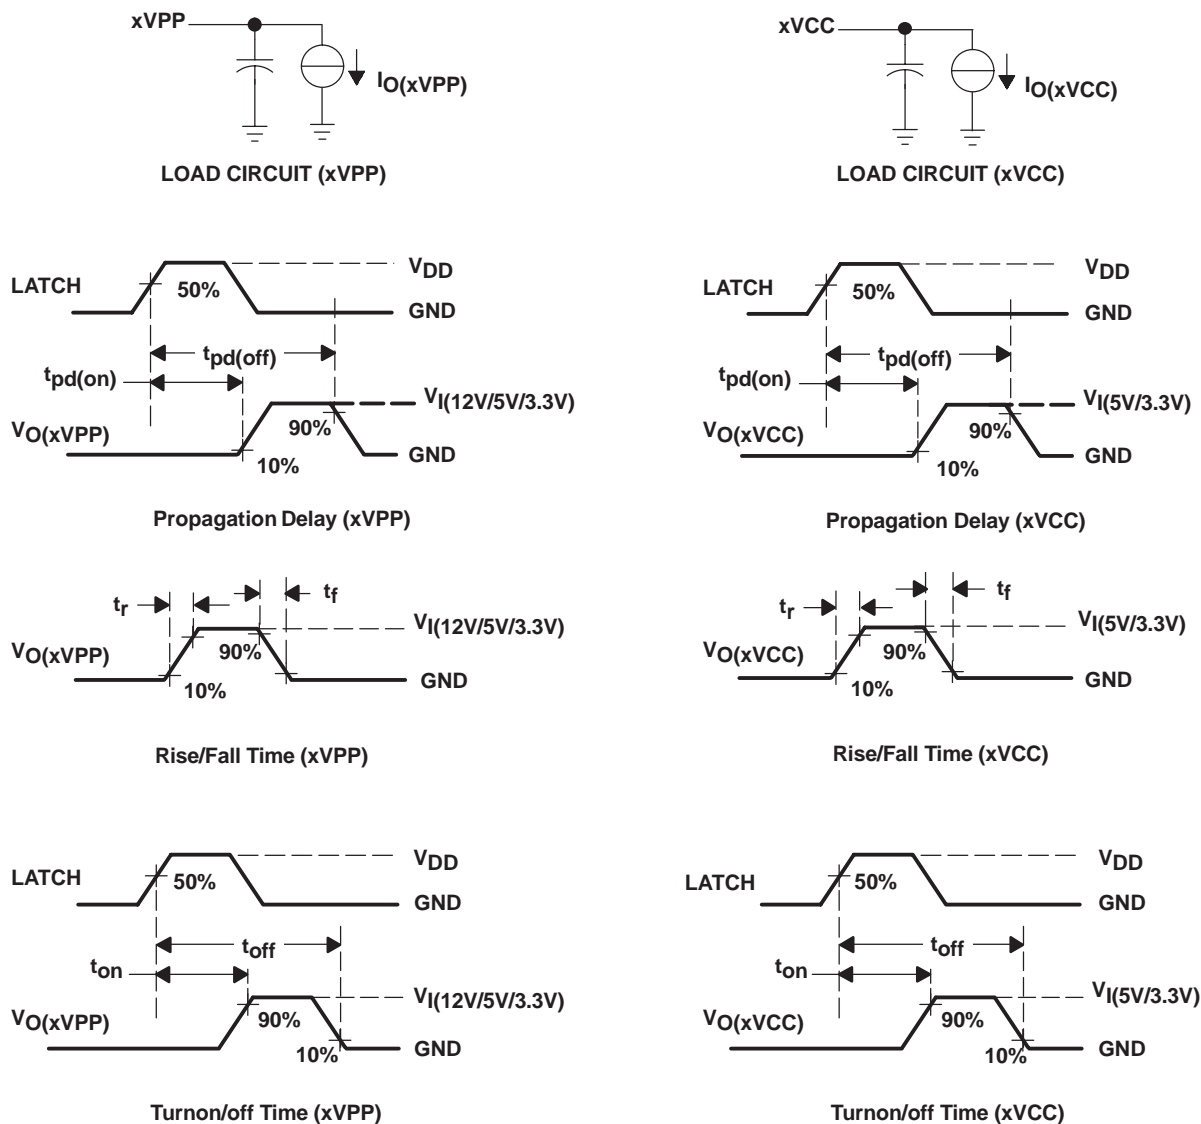 xVPP
IO(xVPP)
LOAD CIRCUIT (xVPP)
xVCC
IO(xVCC)
LOAD CIRCUIT (xVCC)
LATCH
50%
VDD
GND
tpd(off)
tpd(on)
VI(12V/5V/3.3V)
VO(xVPP)
90%
10%
GND
Propagation Delay (xVPP)
LATCH
50%
VDD
GND
tpd(off)
tpd(on)
VI(5V/3.3V)
VO(xVCC)
90%
10%
GND
Propagation Delay (xVCC)
tr
tf
VI(12V/5V/3.3V)
VO(xVPP)
90%
10%
GND
Rise/Fall Time (xVPP)
tr
tf
VI(5V/3.3V)
VO(xVCC)
90%
10%
GND
Rise/Fall Time (xVCC)
LATCH
50%
VDD
GND
toff
ton
VI(12V/5V/3.3V)
VO(xVPP)
90%
10%
GND
Turnon/off Time (xVPP)
LATCH
50%
VDD
GND
toff
ton
VI(5V/3.3V)
VO(xVCC)
90%
10%
GND
Turnon/off Time (xVCC)